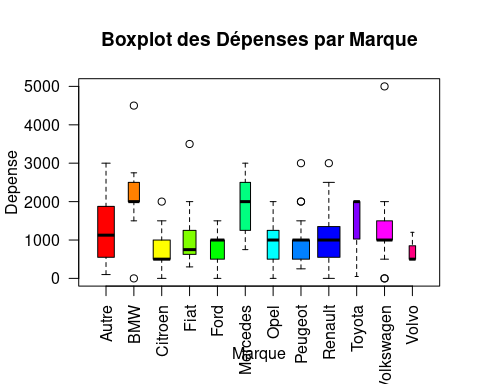 Boxplot des Dépenses par Marque
Depense
5000
4000
3000
2000
1000
0
Autre
BMW
Citroen
Fiat
Ford
Mercedes
Opel
Peugeot
Renault
Toyota
Volkswagen
Volvo
Marque